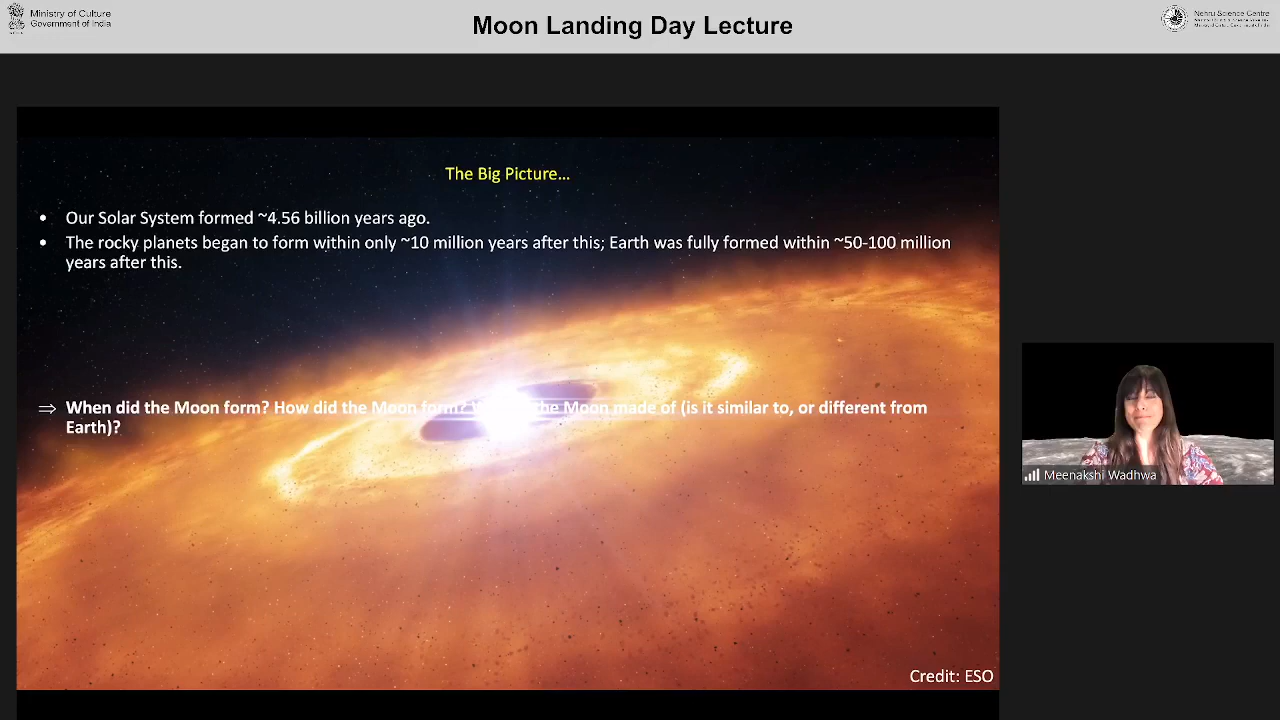 Ministry of Culture
Government of India
Moon Landing Day Lecture
Nehru Science Centre
The Big Picture...
• Our Solar System formed ~4.56 billion years ago.
• The rocky planets began to form within only ~10 million years after this; Earth was fully formed within ~50-100 million
years after this.
⇒ When did the Moon form? How did the Moon form? the Moon made of (is it similar to, or different from
Earth)?
Meenakshi Wadhwa
Credit: ESO